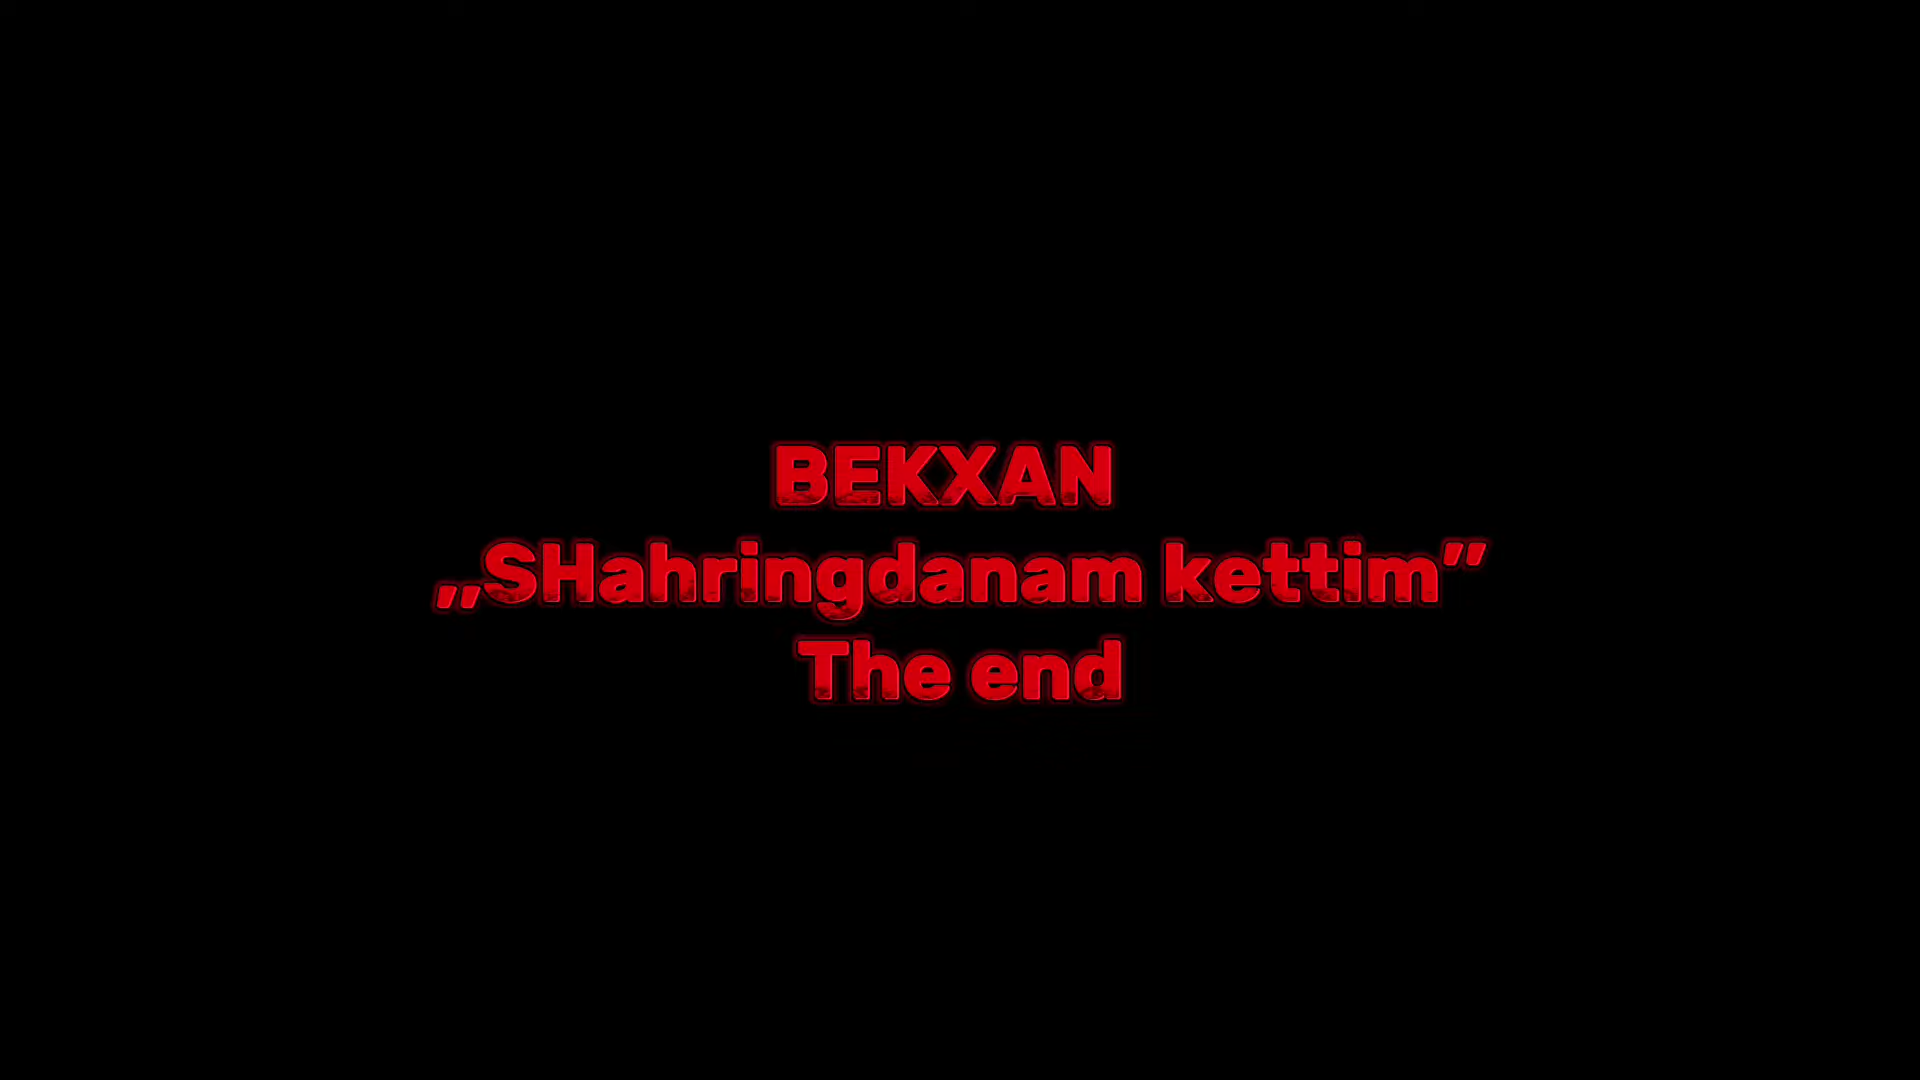 BEKXAN
,,SHahringdanam kettim’’
The end